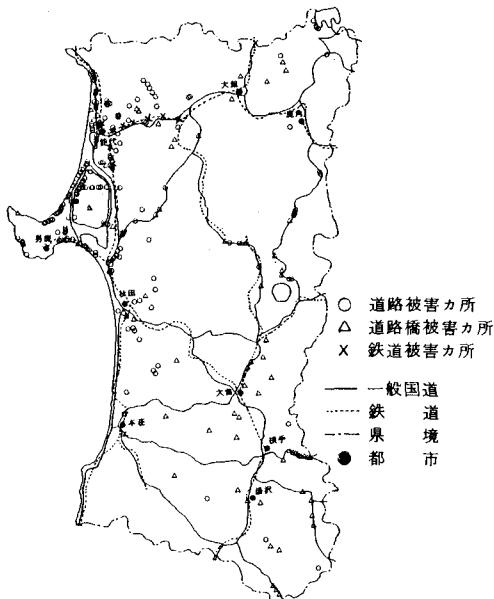 大館
鹿角
能代
男鹿
秋田
大曲
本荘
横手
湯沢
○ 道路被害カ所
△ 道路橋被害カ所
X 鉄道被害カ所
一般国道
鉄道
県境
● 都市